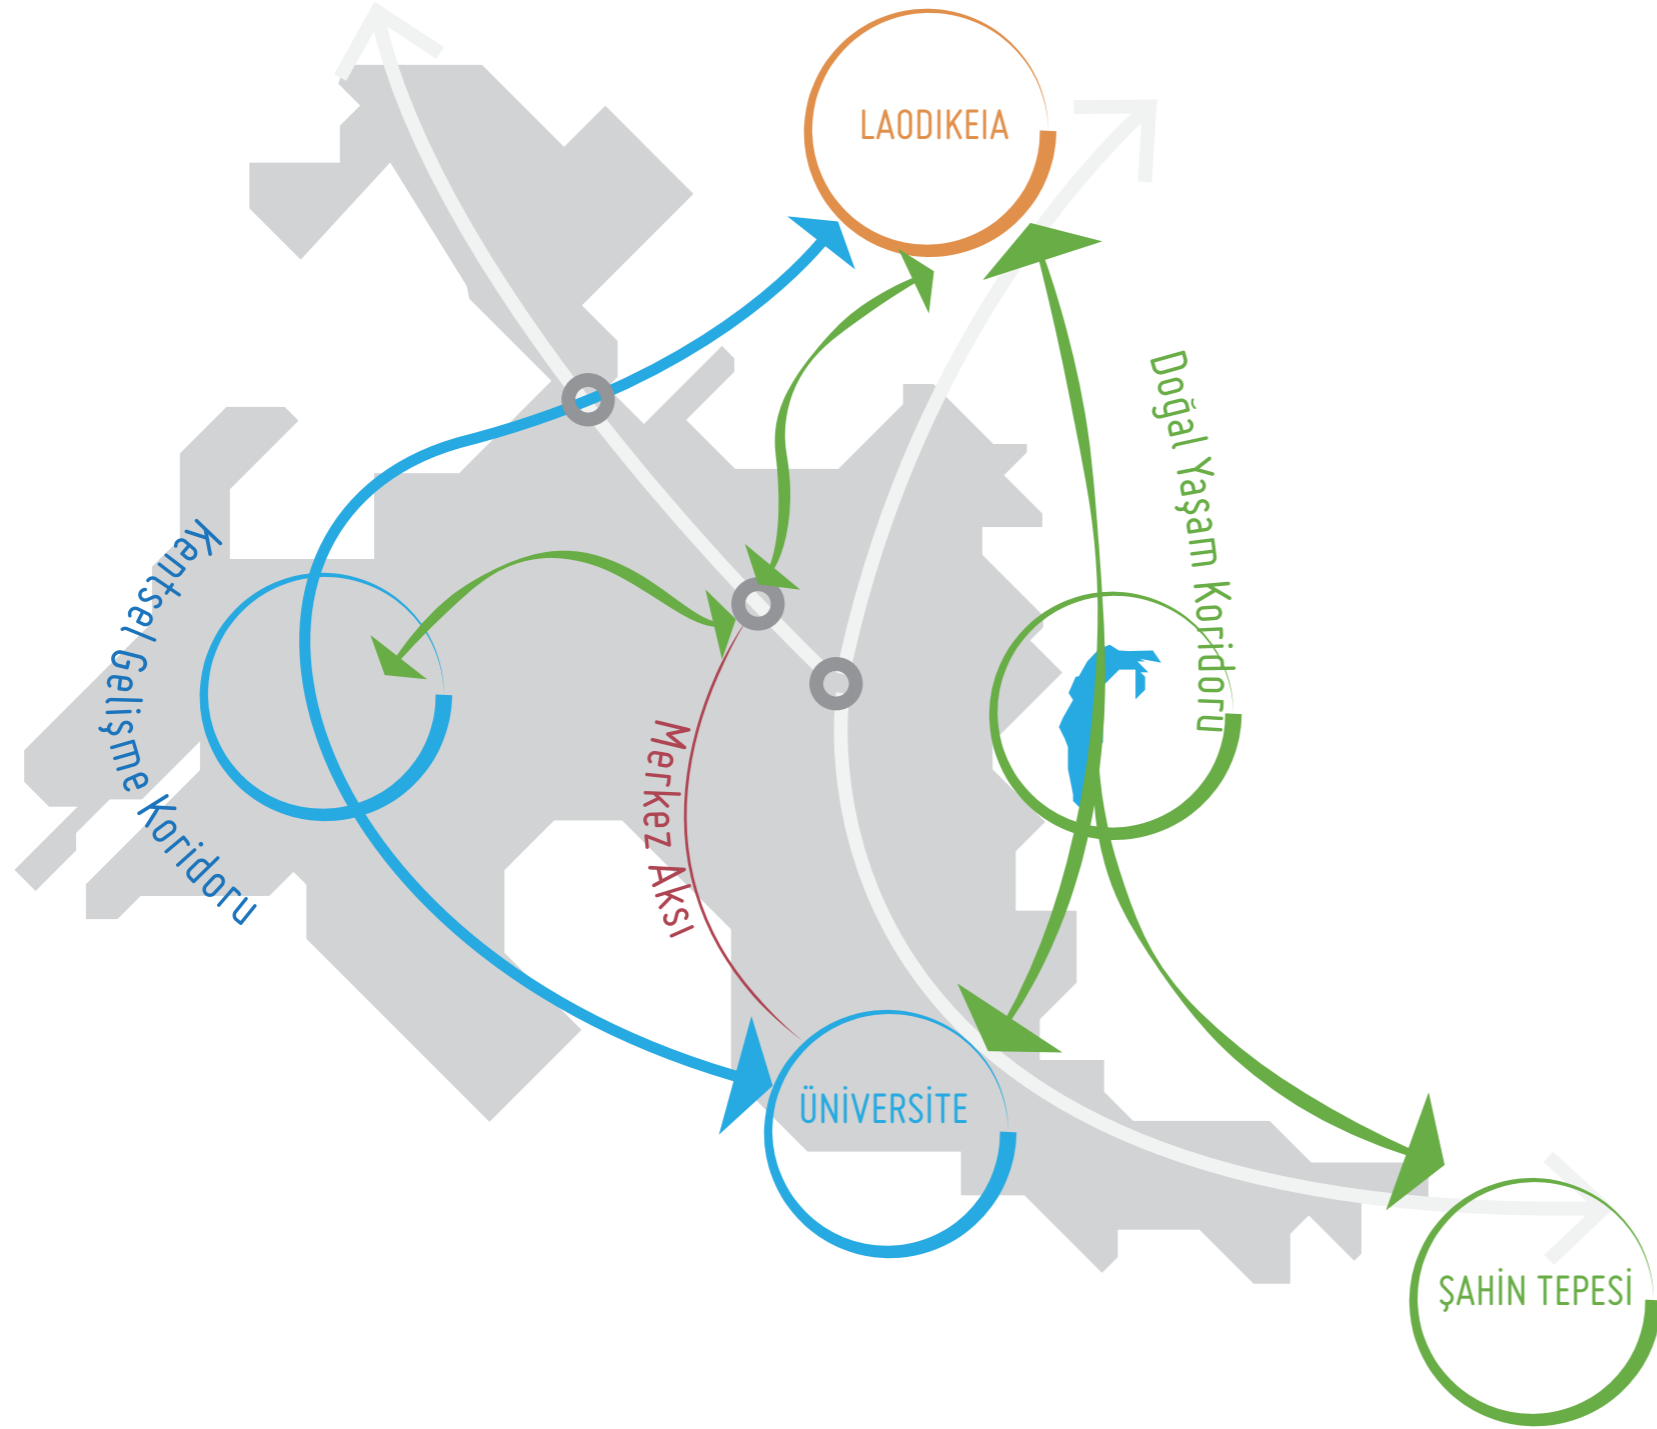 LAODIKEIA
Doğal Yaşam Koridoru
Kentsel Gelişme Koridoru
Merkez Aksı
ÜNİVERSİTE
ŞAHİN TEPESİ